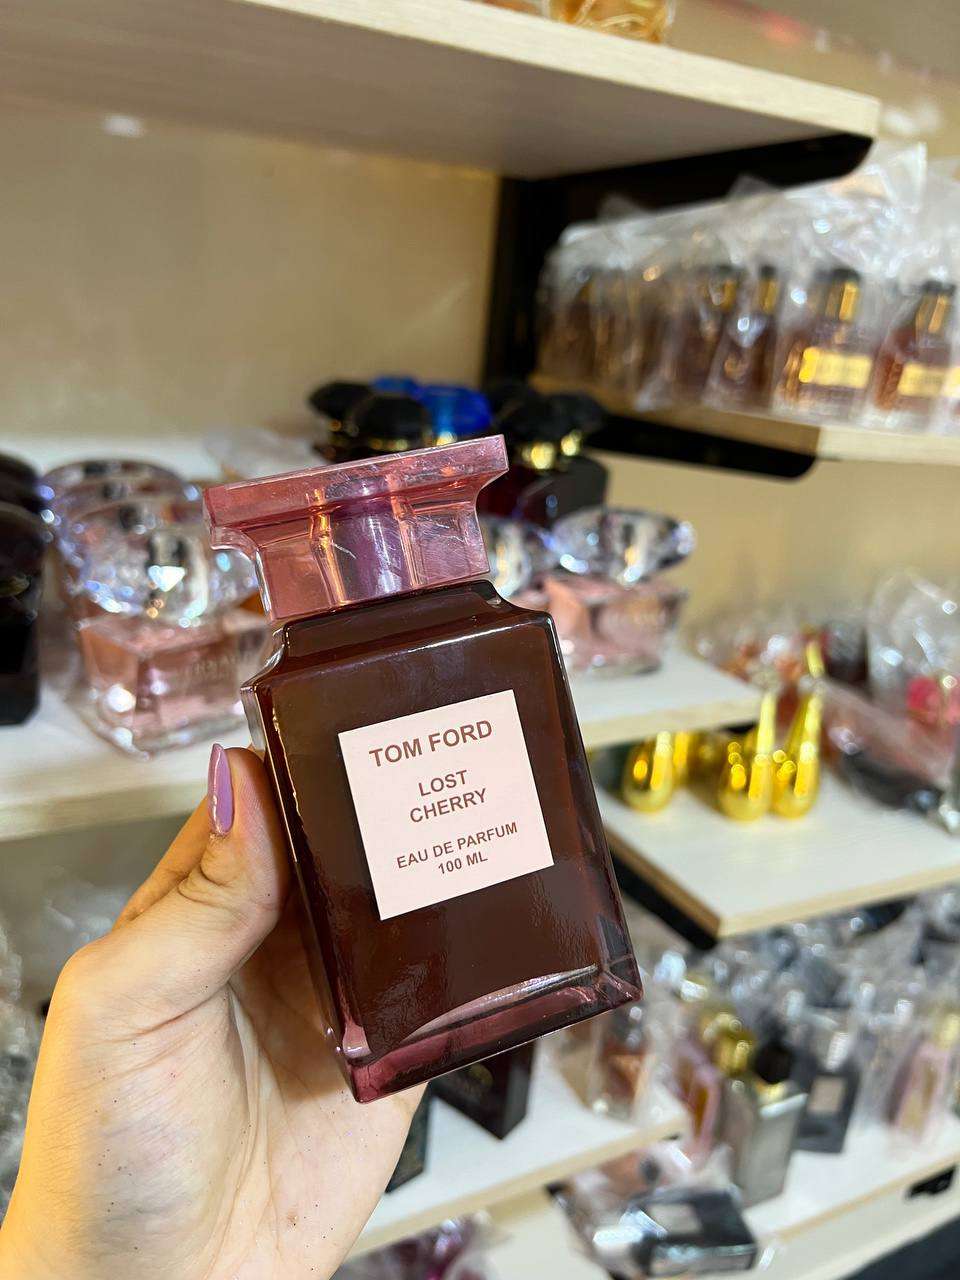 TOM FORD
LOST
CHERRY
EAU DE PARFUM
100 ML